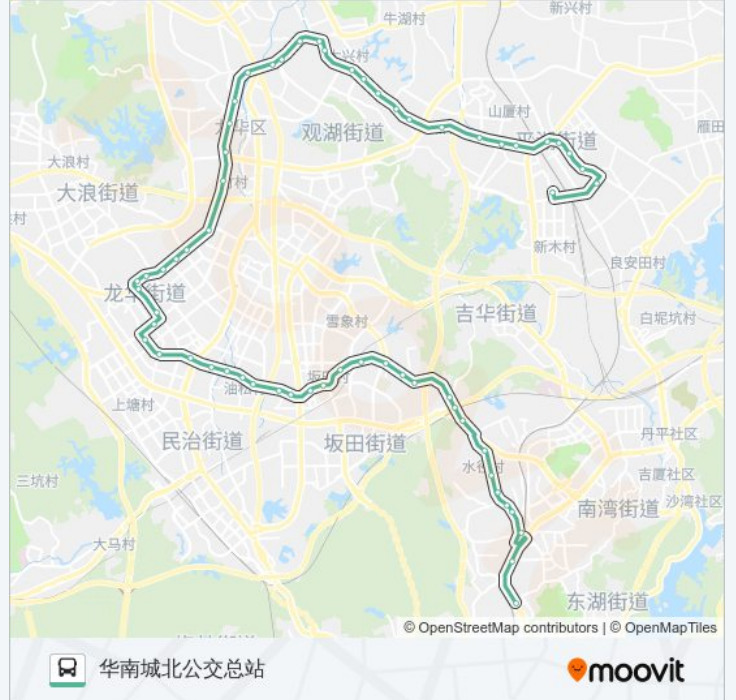 新兴村
牛湖村
大兴村
山厦村
观湖街道
平湖街道
雁田
大浪村
大浪街道
新木村
良安田村
龙华街道
吉华街道
雪象村
白坭坑村
油松村
上塘村
民治街道
坂田街道
丹平社区
水径村
吉厦社区
三坑村
南湾街道
沙湾社区
大马村
东湖街道
© OpenStreetMap contributors | © OpenMapTiles
华南城北公交总站
moovit